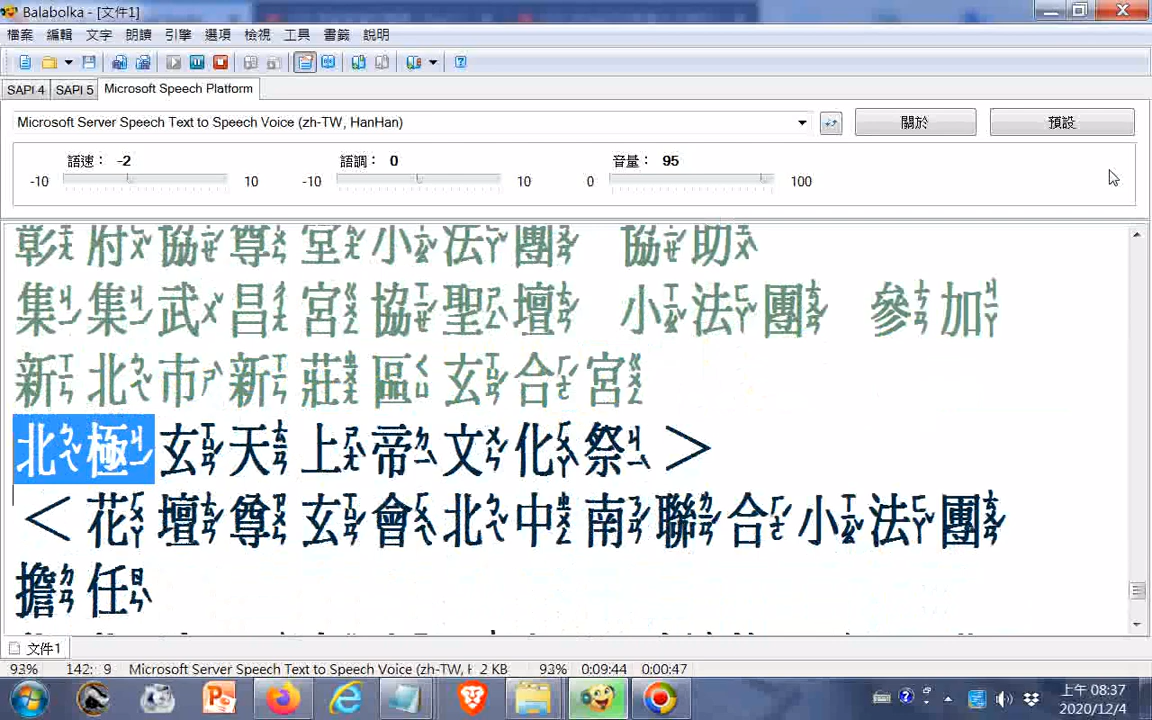 Balabolka - [文件1]
檔案 編輯 文字 朗讀 引擎 選項 檢視 工具 書籤 說明
SAPI 4 SAPI 5 Microsoft Speech Platform
Microsoft Server Speech Text to Speech Voice (zh-TW, HanHan) 關於 預設
語速： -2 語調： 0 音量： 95
-10 10 -10 10 0 100
彰府協尊堂小法團 協助
集集武昌宮協聖壇 小法團 參加
新北市新莊區玄合宮
北極玄天上帝文化祭＞
＜花壇尊玄會北中南聯合小法團
擔任
文件1
93% 142: 9 Microsoft Server Speech Text to Speech Voice (zh-TW, H 2 KB 93% 0:09:44 0:00:47
上午 08:37
2020/12/4